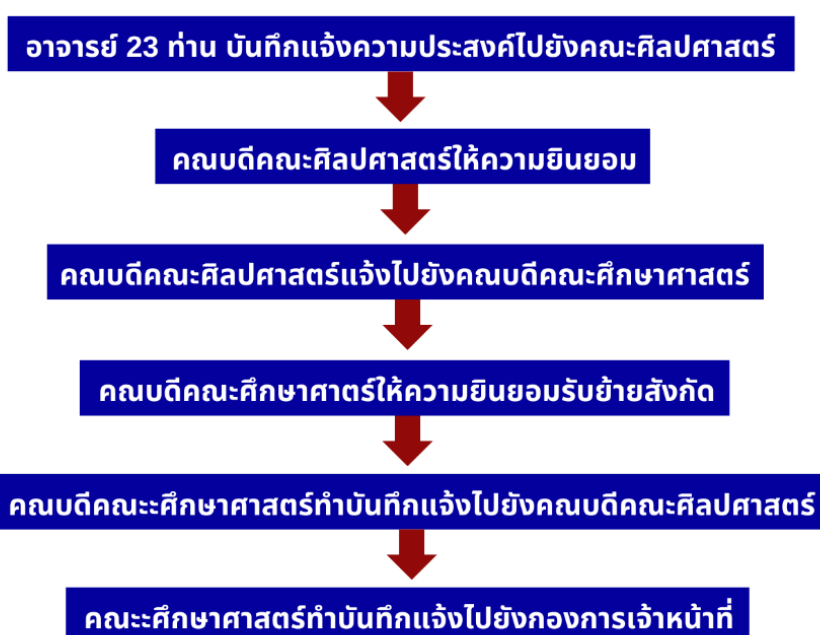 อาจารย์ 23 ท่าน บันทึกแจ้งความประสงค์ไปยังคณะศิลปศาสตร์
คณบดีคณะศิลปศาสตร์ให้ความยินยอม
คณบดีคณะศิลปศาสตร์แจ้งไปยังคณบดีคณะศึกษาศาสตร์
คณบดีคณะศึกษาศาตร์ให้ความยินยอมรับย้ายสังกัด
คณบดีคณะะศึกษาศาสตร์ทำบันทึกแจ้งไปยังคณบดีคณะศิลปศาสตร์
คณะะศึกษาศาสตร์ทำบันทึกแจ้งไปยังกองการเจ้าหน้าที่